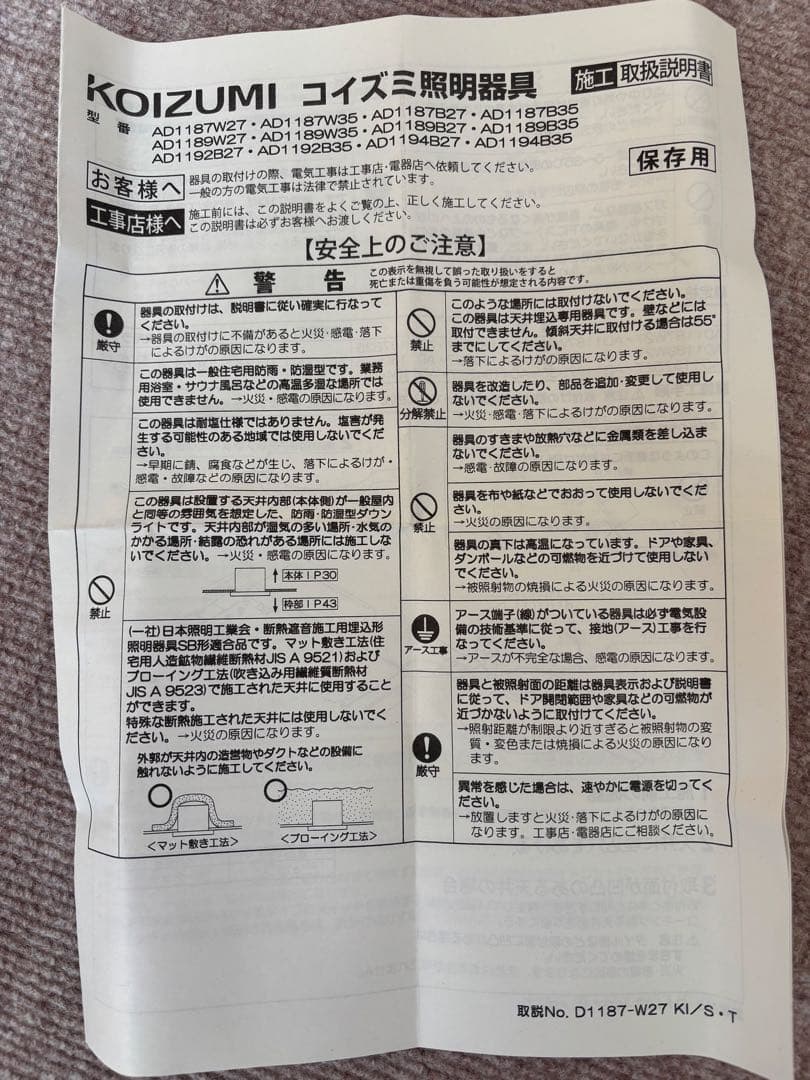 KOIZUMI コイズミ照明器具 施工 取扱説明書
型番
AD1187W27・AD1187W35・AD1187B27・AD1187B35
AD1189W27・AD1189W35・AD1189B27・AD1189B35
AD1192B27・AD1192B35・AD1194B27・AD1194B35
保存用
お客様へ
器具の取付けの際、電気工事は工事店・電器店へ依頼してください。
一般の方の電気工事は法律で禁止されています。
工事店様へ
施工前には、この説明書をよくご覧の上、正しく施工してください。
この説明書は必ずお客様へお渡しください。
【安全上のご注意】
警告
この表示を無視して誤った取り扱いをすると
死亡または重傷を負う可能性が想定される内容です。
厳守
器具の取付けは、説明書に従い確実に行なって
ください。
→器具の取付けに不備があると火災・感電・落下
によるけがの原因になります。
禁止
この器具は一般住宅用防雨・防湿型です。業務
用浴室・サウナ風呂などの高温多湿な場所では
使用できません。→火災・感電の原因になります。
この器具は耐塩仕様ではありません。塩害が発
生する可能性のある地域では使用しないでくだ
さい。
→早期に錆、腐食などが生じ、落下によるけが・
感電・故障などの原因になります。
この器具は設置する天井内部(本体側)が一般屋内
と同等の雰囲気を想定した、防雨・防湿型ダウン
ライトです。天井内部が湿気の多い場所・水気の
かかる場所・結露の恐れがある場所には施工しな
いでください。→火災・感電の原因になります。
本体IP30
枠部IP43
(一社)日本照明工業会・断熱遮音施工用埋込形
照明器具SB形適合品です。マット敷き工法(住
宅用人造鉱物繊維断熱材JIS A 9521)および
ブローイング工法(吹き込み用繊維質断熱材
JIS A 9523)で施工された天井に使用すること
ができます。
特殊な断熱施工された天井には使用しないでく
ださい。→火災の原因になります。
外郭が天井内の造営物やダクトなどの設備に
触れないように施工してください。
<マット敷き工法>
<ブローイング工法>
禁止
このような場所には取付けないでください。
この器具は天井埋込専用器具です。壁などには
取付できません。傾斜天井に取付ける場合は55°
までにしてください。
→落下によるけがの原因になります。
分解禁止
器具を改造したり、部品を追加・変更して使用し
ないでください。
→火災・感電・落下によるけがの原因になります。
禁止
器具のすきまや放熱穴などに金属類を差し込ま
ないでください。
→感電・故障の原因になります。
器具を布や紙などでおおって使用しないでくだ
さい。
→火災の原因になります。
器具の真下は高温になっています。ドアや家具、
ダンボールなどの可燃物を近づけて使用しない
でください。
→被照射物の焼損による火災の原因になります。
アース工事
アース端子(線)がついている器具は必ず電気設
備の技術基準に従って、接地(アース)工事を行
なってください。
→アースが不完全な場合、感電の原因になります。
厳守
器具と被照射面の距離は器具表示および説明書
に従って、ドア開閉範囲や家具などの可燃物が
近づかないように取付けてください。
→照射距離が制限より近すぎると被照射物の変
質・変色または焼損による火災の原因になり
ます。
異常を感じた場合は、速やかに電源を切ってく
ださい。
→放置しますと火災・落下によるけがの原因に
なります。工事店・電器店にご相談ください。
取説No. D1187-W27 KI/S・T